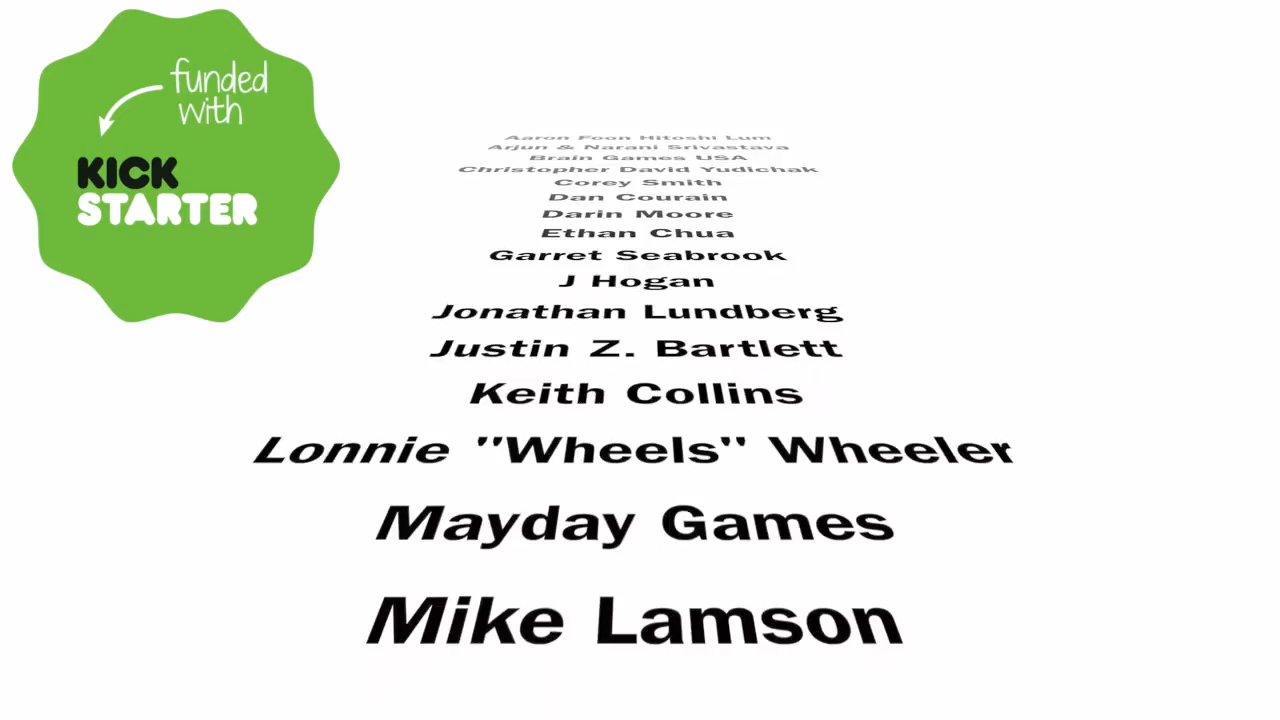 funded
with
KICK
STARTER
Aaron Foon Hitoshi Lum
Arjun & Narani Srivastava
Brain Games USA
Christopher David Yudichak
Corey Smith
Dan Courain
Darin Moore
Ethan Chua
Garret Seabrook
J Hogan
Jonathan Lundberg
Justin Z. Bartlett
Keith Collins
Lonnie "Wheels" Wheeler
Mayday Games
Mike Lamson